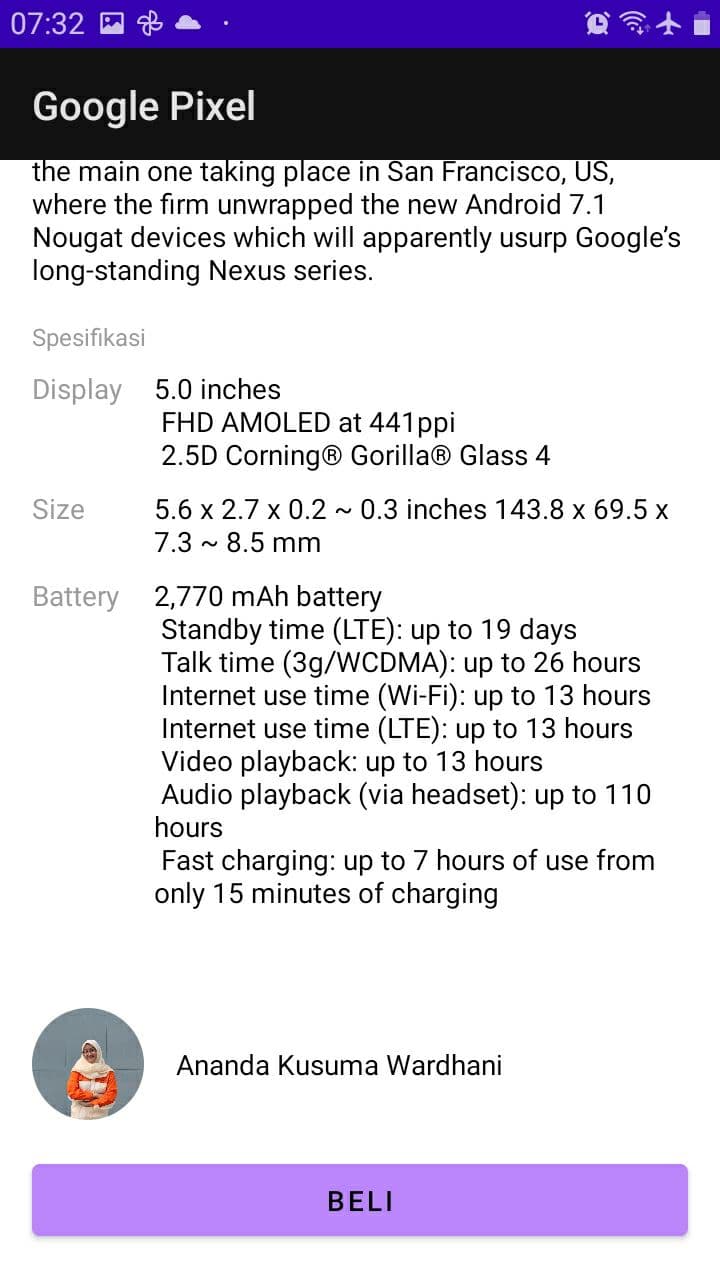 07:32
Google Pixel
the main one taking place in San Francisco, US,
where the firm unwrapped the new Android 7.1
Nougat devices which will apparently usurp Google’s
long-standing Nexus series.
Spesifikasi
Display 5.0 inches
FHD AMOLED at 441ppi
2.5D Corning® Gorilla® Glass 4
Size 5.6 x 2.7 x 0.2 ~ 0.3 inches 143.8 x 69.5 x
7.3 ~ 8.5 mm
Battery 2,770 mAh battery
Standby time (LTE): up to 19 days
Talk time (3g/WCDMA): up to 26 hours
Internet use time (Wi-Fi): up to 13 hours
Internet use time (LTE): up to 13 hours
Video playback: up to 13 hours
Audio playback (via headset): up to 110
hours
Fast charging: up to 7 hours of use from
only 15 minutes of charging
Ananda Kusuma Wardhani
BELI